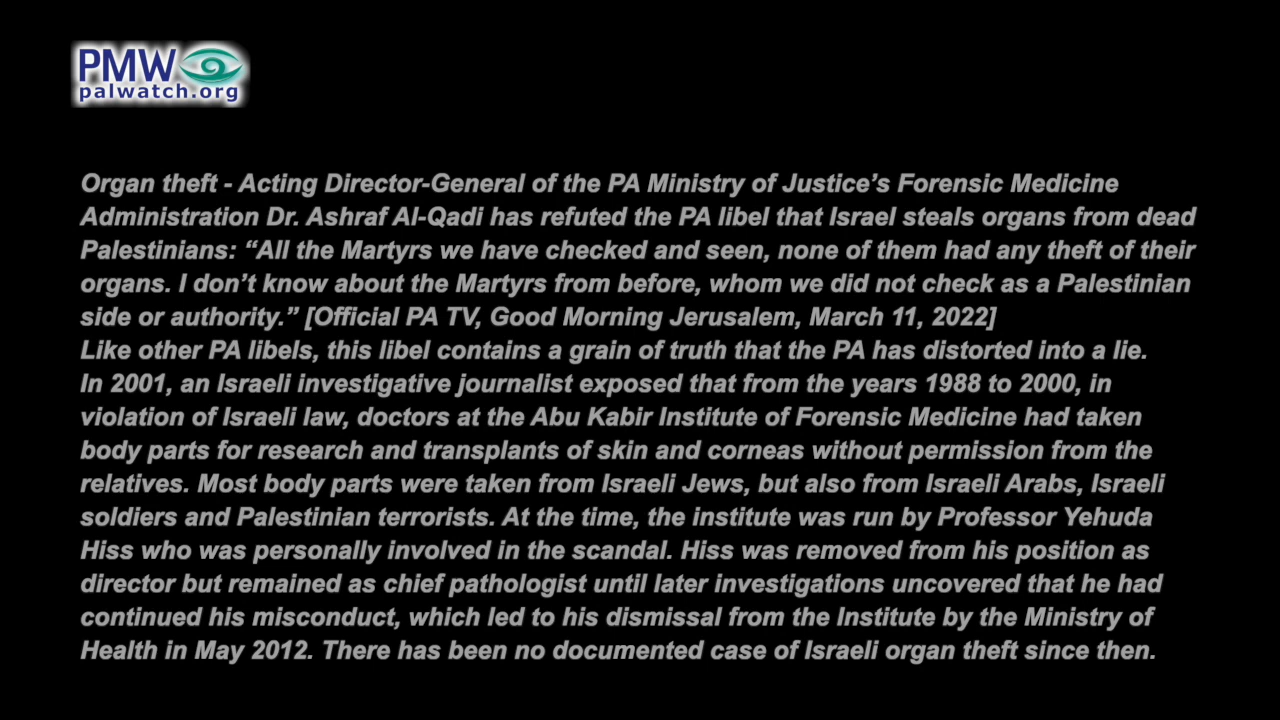 PMW
palwatch.org
Organ theft - Acting Director-General of the PA Ministry of Justice’s Forensic Medicine
Administration Dr. Ashraf Al-Qadi has refuted the PA libel that Israel steals organs from dead
Palestinians: “All the Martyrs we have checked and seen, none of them had any theft of their
organs. I don’t know about the Martyrs from before, whom we did not check as a Palestinian
side or authority.” [Official PA TV, Good Morning Jerusalem, March 11, 2022]
Like other PA libels, this libel contains a grain of truth that the PA has distorted into a lie.
In 2001, an Israeli investigative journalist exposed that from the years 1988 to 2000, in
violation of Israeli law, doctors at the Abu Kabir Institute of Forensic Medicine had taken
body parts for research and transplants of skin and corneas without permission from the
relatives. Most body parts were taken from Israeli Jews, but also from Israeli Arabs, Israeli
soldiers and Palestinian terrorists. At the time, the institute was run by Professor Yehuda
Hiss who was personally involved in the scandal. Hiss was removed from his position as
director but remained as chief pathologist until later investigations uncovered that he had
continued his misconduct, which led to his dismissal from the Institute by the Ministry of
Health in May 2012. There has been no documented case of Israeli organ theft since then.